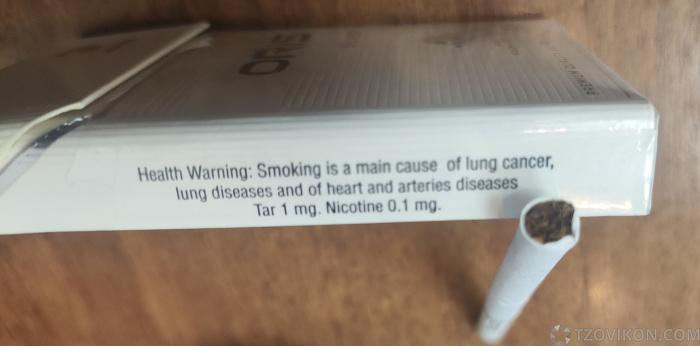 ORIS
Health Warning: Smoking is a main cause of lung cancer,
lung diseases and of heart and arteries diseases
Tar 1 mg. Nicotine 0.1 mg.
TZOVIKON.COM